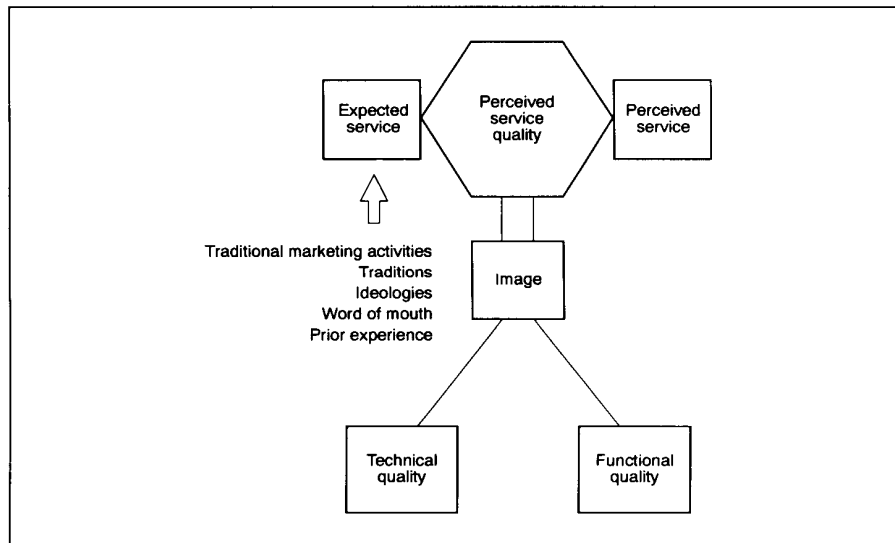 Expected
service
Perceived
service
quality
Perceived
service
Traditional marketing activities
Traditions
Ideologies
Word of mouth
Prior experience
Image
Technical
quality
Functional
quality